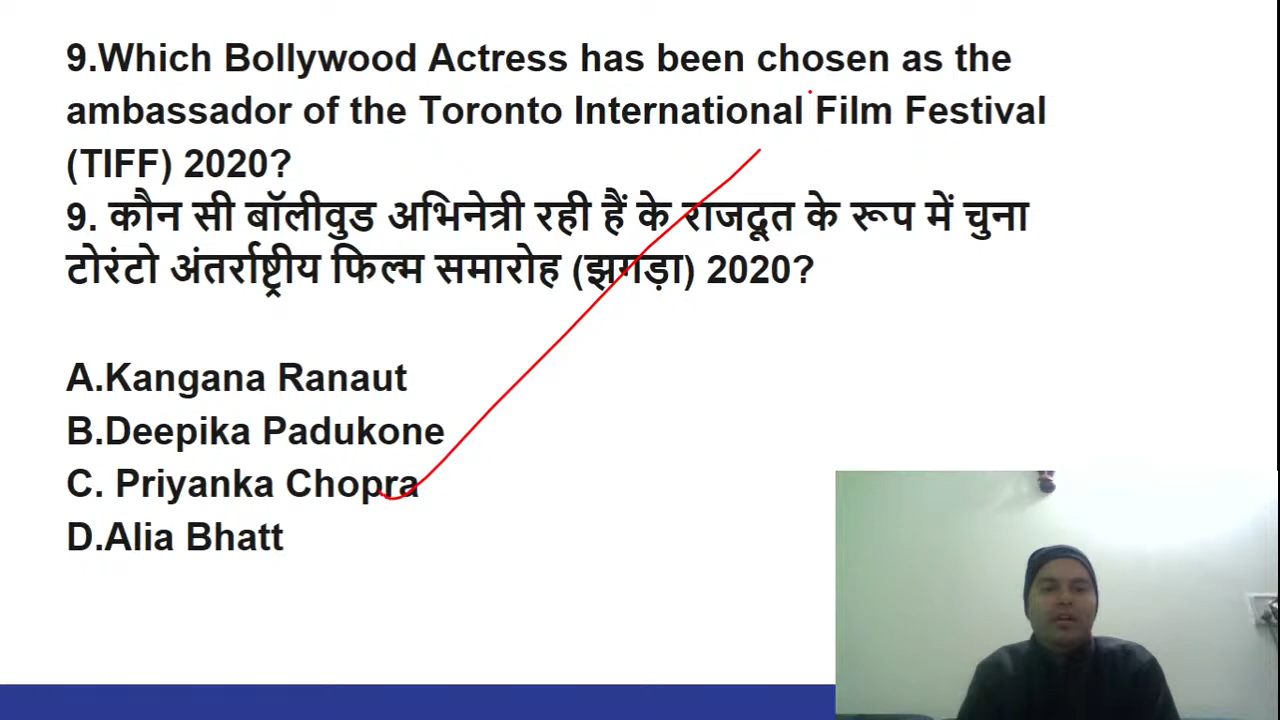 9.Which Bollywood Actress has been chosen as the
ambassador of the Toronto International Film Festival
(TIFF) 2020?
9. कौन सी बॉलीवुड अभिनेत्री रही हैं के राजदूत के रूप में चुना
टोरंटो अंतर्राष्ट्रीय फिल्म समारोह (झगड़ा) 2020?
A.Kangana Ranaut
B.Deepika Padukone
C. Priyanka Chopra
D.Alia Bhatt